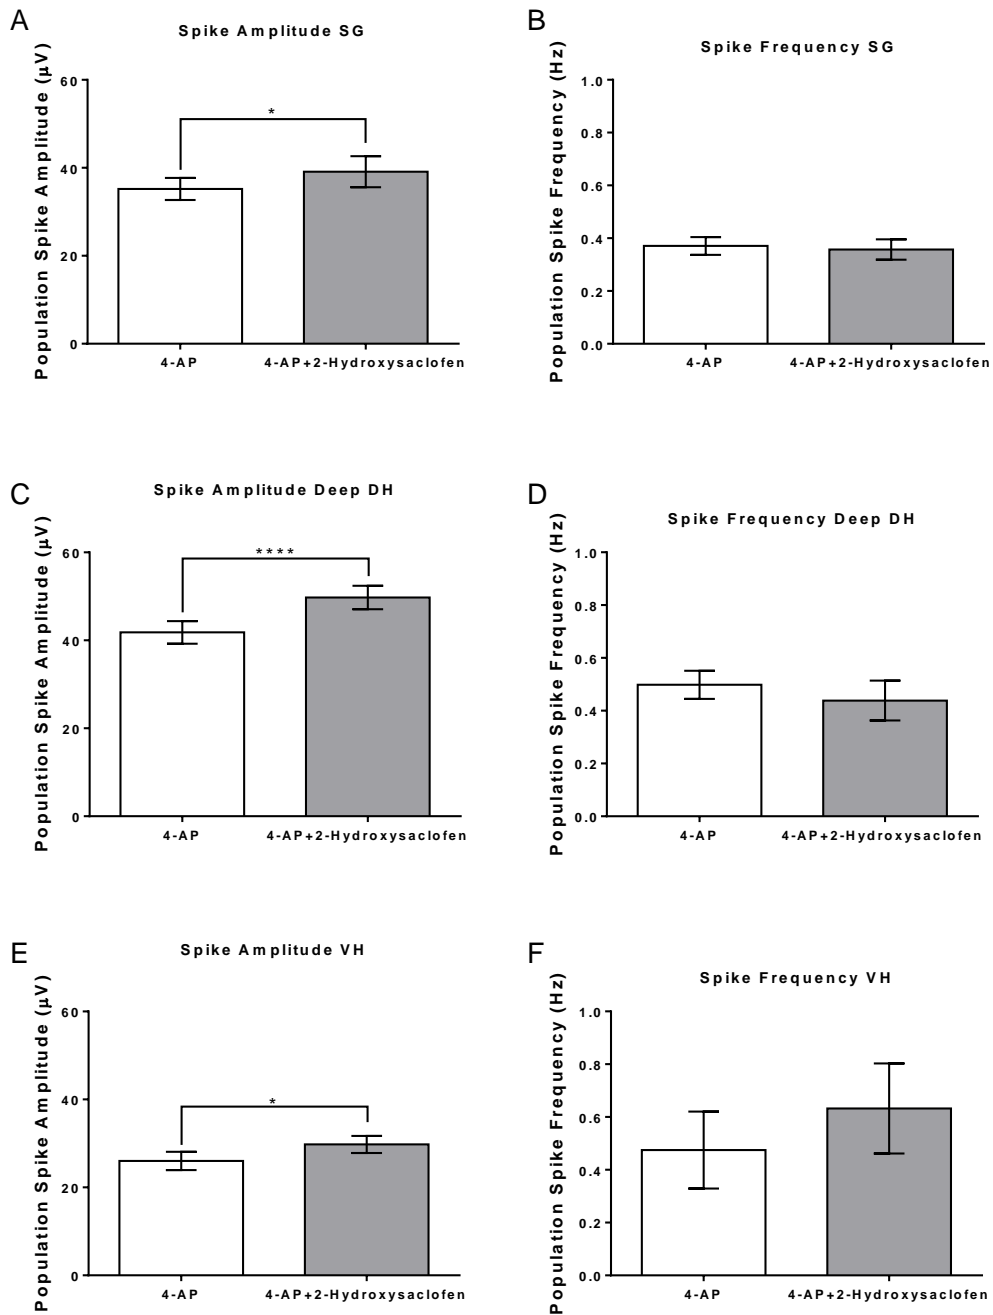 A
Spike Amplitude SG
Population Spike Amplitude (μV)
60
40
20
0
*
4-AP
4-AP+2-Hydroxysaclofen
B
Spike Frequency SG
Population Spike Frequency (Hz)
1.0
0.8
0.6
0.4
0.2
0.0
4-AP
4-AP+2-Hydroxysaclofen
C
Spike Amplitude Deep DH
Population Spike Amplitude (μV)
60
40
20
0
****
4-AP
4-AP+2-Hydroxysaclofen
D
Spike Frequency Deep DH
Population Spike Frequency (Hz)
1.0
0.8
0.6
0.4
0.2
0.0
4-AP
4-AP+2-Hydroxysaclofen
E
Spike Amplitude VH
Population Spike Amplitude (μV)
60
40
20
0
*
4-AP
4-AP+2-Hydroxysaclofen
F
Spike Frequency VH
Population Spike Frequency (Hz)
1.0
0.8
0.6
0.4
0.2
0.0
4-AP
4-AP+2-Hydroxysaclofen